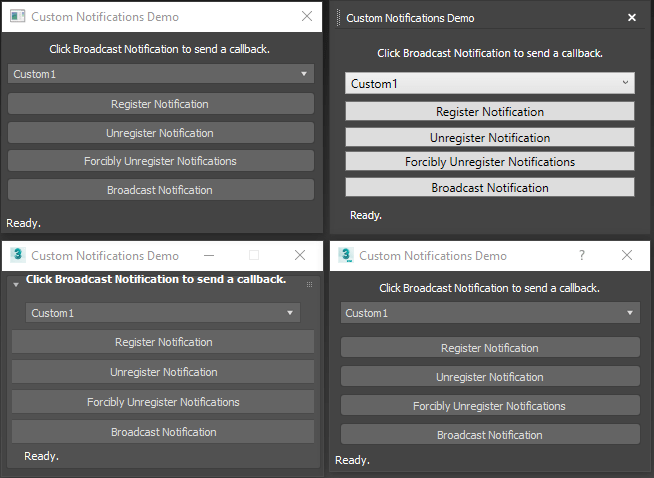 Custom Notifications Demo
Click Broadcast Notification to send a callback.
Custom1
Register Notification
Unregister Notification
Forcibly Unregister Notifications
Broadcast Notification
Ready.
Custom Notifications Demo
Click Broadcast Notification to send a callback.
Custom1
Register Notification
Unregister Notification
Forcibly Unregister Notifications
Broadcast Notification
Ready.
3 Custom Notifications Demo
Click Broadcast Notification to send a callback.
Custom1
Register Notification
Unregister Notification
Forcibly Unregister Notifications
Broadcast Notification
Ready.
3 Custom Notifications Demo ?
Click Broadcast Notification to send a callback.
Custom1
Register Notification
Unregister Notification
Forcibly Unregister Notifications
Broadcast Notification
Ready.